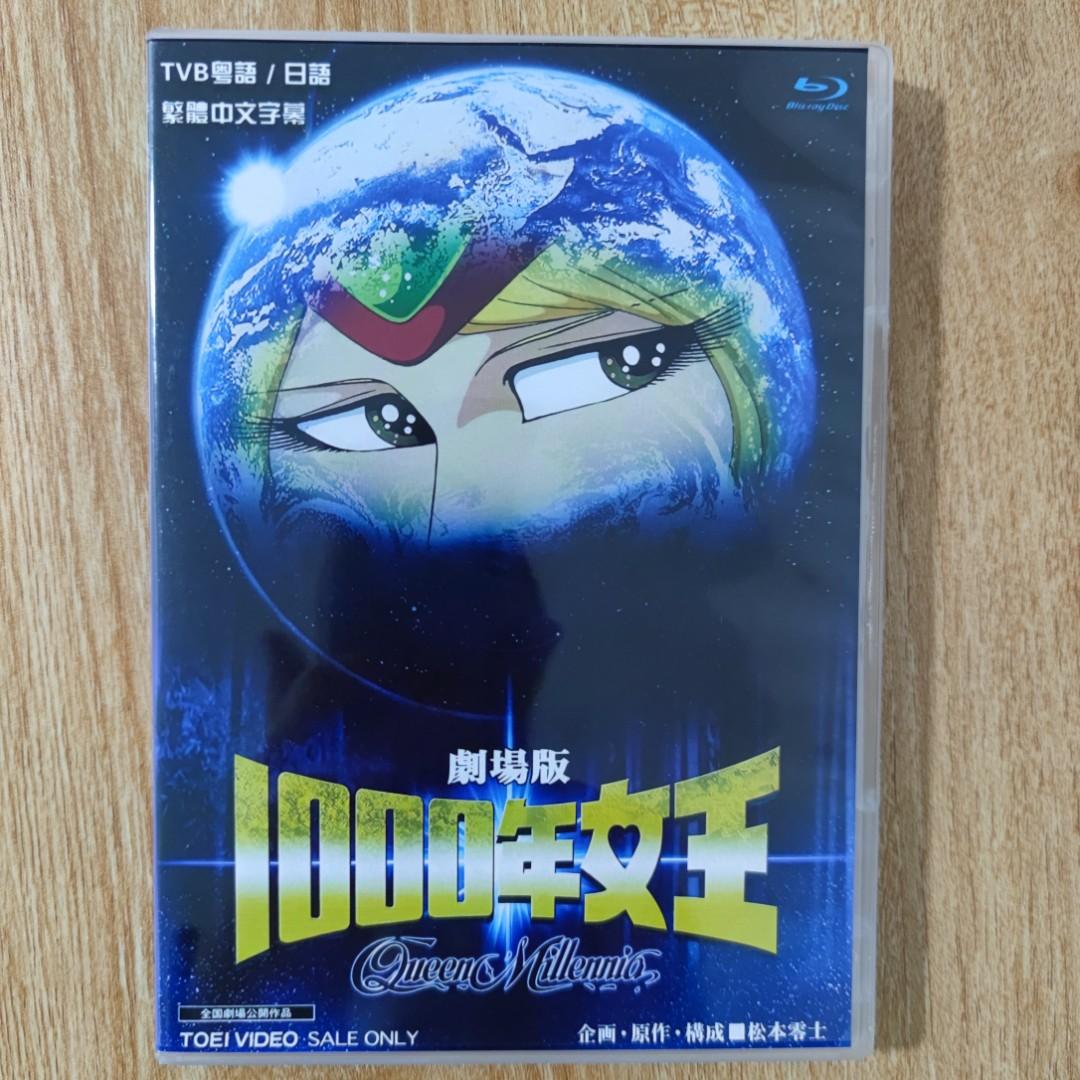 TVB粵語 / 日語
繁體中文字幕
Blu-ray Disc
劇場版
1000年女王
Queen Millennia
全国劇場公開作品
TOEI VIDEO SALE ONLY
企画・原作・構成■松本零士